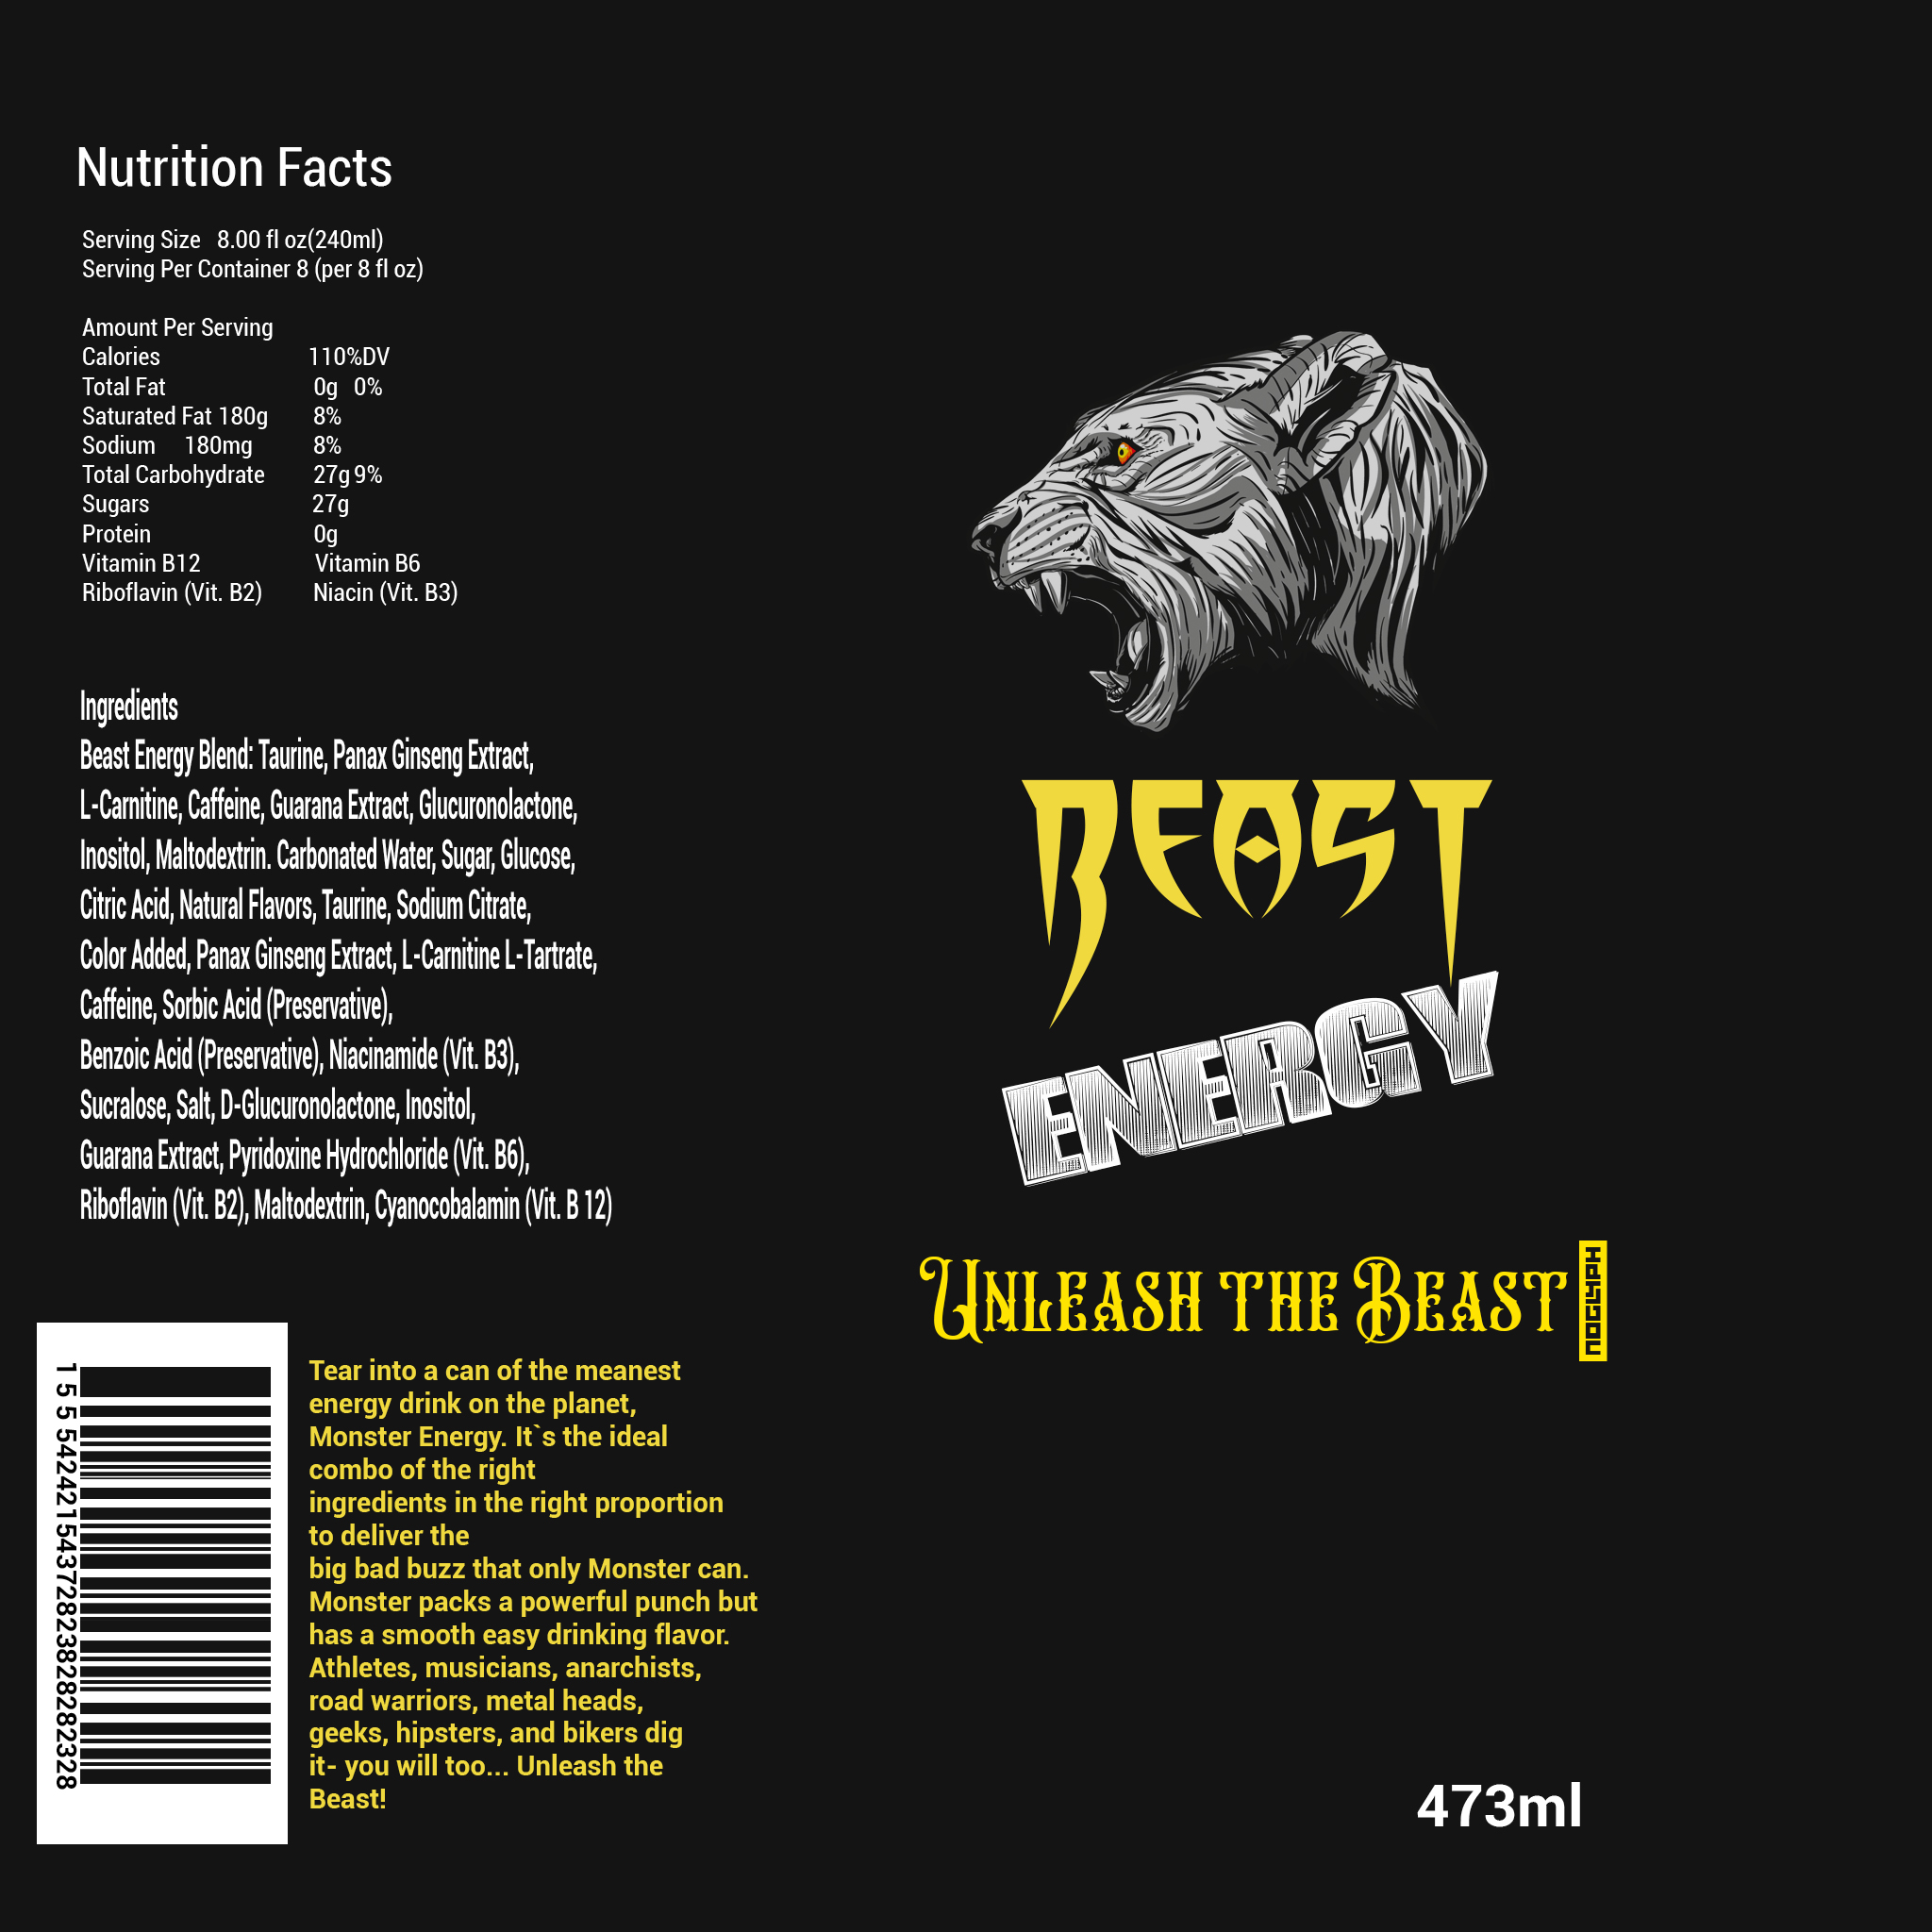 Nutrition Facts
Serving Size 8.00 fl oz(240ml)
Serving Per Container 8 (per 8 fl oz)
Amount Per Serving
Calories 110%DV
Total Fat 0g 0%
Saturated Fat 180g 8%
Sodium 180mg 8%
Total Carbohydrate 27g 9%
Sugars 27g
Protein 0g
Vitamin B12 Vitamin B6
Riboflavin (Vit. B2) Niacin (Vit. B3)
Ingredients
Beast Energy Blend: Taurine, Panax Ginseng Extract,
L-Carnitine, Caffeine, Guarana Extract, Glucuronolactone,
Inositol, Maltodextrin. Carbonated Water, Sugar, Glucose,
Citric Acid, Natural Flavors, Taurine, Sodium Citrate,
Color Added, Panax Ginseng Extract, L-Carnitine L-Tartrate,
Caffeine, Sorbic Acid (Preservative),
Benzoic Acid (Preservative), Niacinamide (Vit. B3),
Sucralose, Salt, D-Glucuronolactone, Inositol,
Guarana Extract, Pyridoxine Hydrochloride (Vit. B6),
Riboflavin (Vit. B2), Maltodextrin, Cyanocobalamin (Vit. B 12)
1 5 5 542421543728238282823 28
Tear into a can of the meanest
energy drink on the planet,
Monster Energy. It`s the ideal
combo of the right
ingredients in the right proportion
to deliver the
big bad buzz that only Monster can.
Monster packs a powerful punch but
has a smooth easy drinking flavor.
Athletes, musicians, anarchists,
road warriors, metal heads,
geeks, hipsters, and bikers dig
it- you will too... Unleash the
Beast!
BEAST
ENERGY
Unleash the Beast
NOGLYPH
473ml